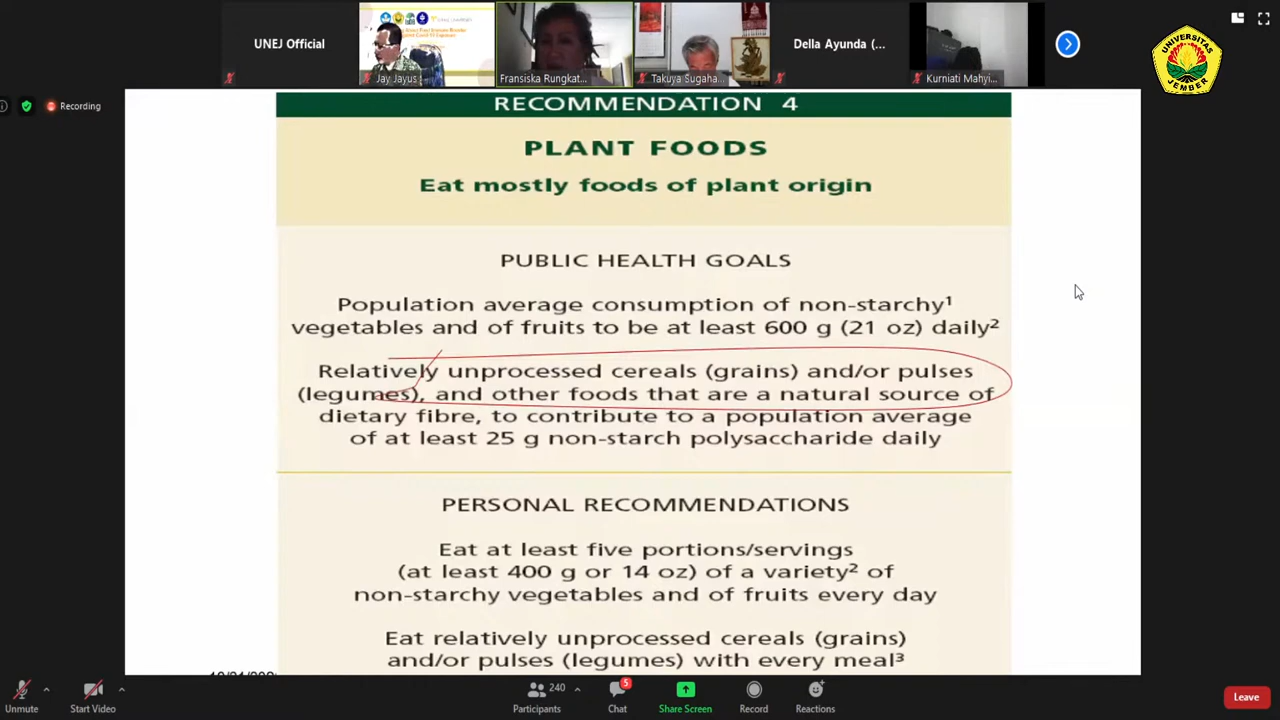 UNEJ Official
Jay Jayus
Fransiska Rungkat...
Takuya Sugaha...
Della Ayunda (...
Kurniati Mahyi...
UNIVERSITAS
JEMBER
Recording
RECOMMENDATION 4
PLANT FOODS
Eat mostly foods of plant origin
PUBLIC HEALTH GOALS
Population average consumption of non-starchy¹
vegetables and of fruits to be at least 600 g (21 oz) daily²
Relatively unprocessed cereals (grains) and/or pulses
(legumes), and other foods that are a natural source of
dietary fibre, to contribute to a population average
of at least 25 g non-starch polysaccharide daily
PERSONAL RECOMMENDATIONS
Eat at least five portions/servings
(at least 400 g or 14 oz) of a variety² of
non-starchy vegetables and of fruits every day
Eat relatively unprocessed cereals (grains)
and/or pulses (legumes) with every meal³
Unmute
Start Video
240
Participants
5
Chat
Share Screen
Record
Reactions
Leave